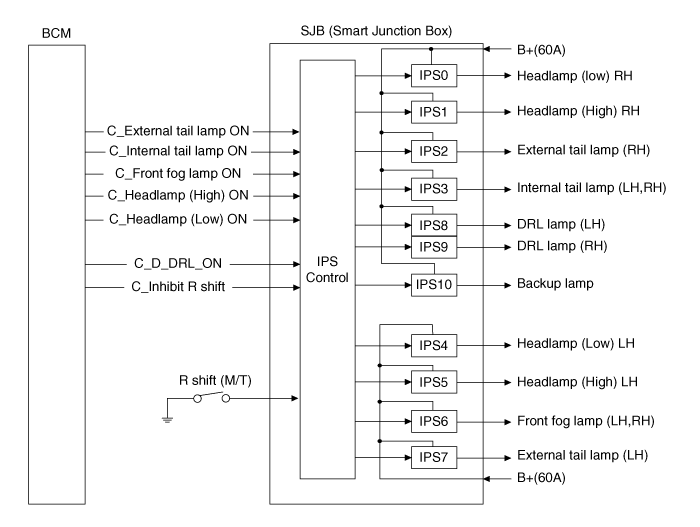 BCM
SJB (Smart Junction Box)
B+(60A)
IPS0
Headlamp (low) RH
IPS1
Headlamp (High) RH
C_External tail lamp ON
C_Internal tail lamp ON
IPS2
External tail lamp (RH)
C_Front fog lamp ON
C_Headlamp (High) ON
IPS3
Internal tail lamp (LH,RH)
C_Headlamp (Low) ON
IPS8
DRL lamp (LH)
IPS9
DRL lamp (RH)
C_D_DRL_ON
IPS
Control
C_Inhibit R shift
IPS10
Backup lamp
IPS4
Headlamp (Low) LH
R shift (M/T)
IPS5
Headlamp (High) LH
IPS6
Front fog lamp (LH,RH)
IPS7
External tail lamp (LH)
B+(60A)